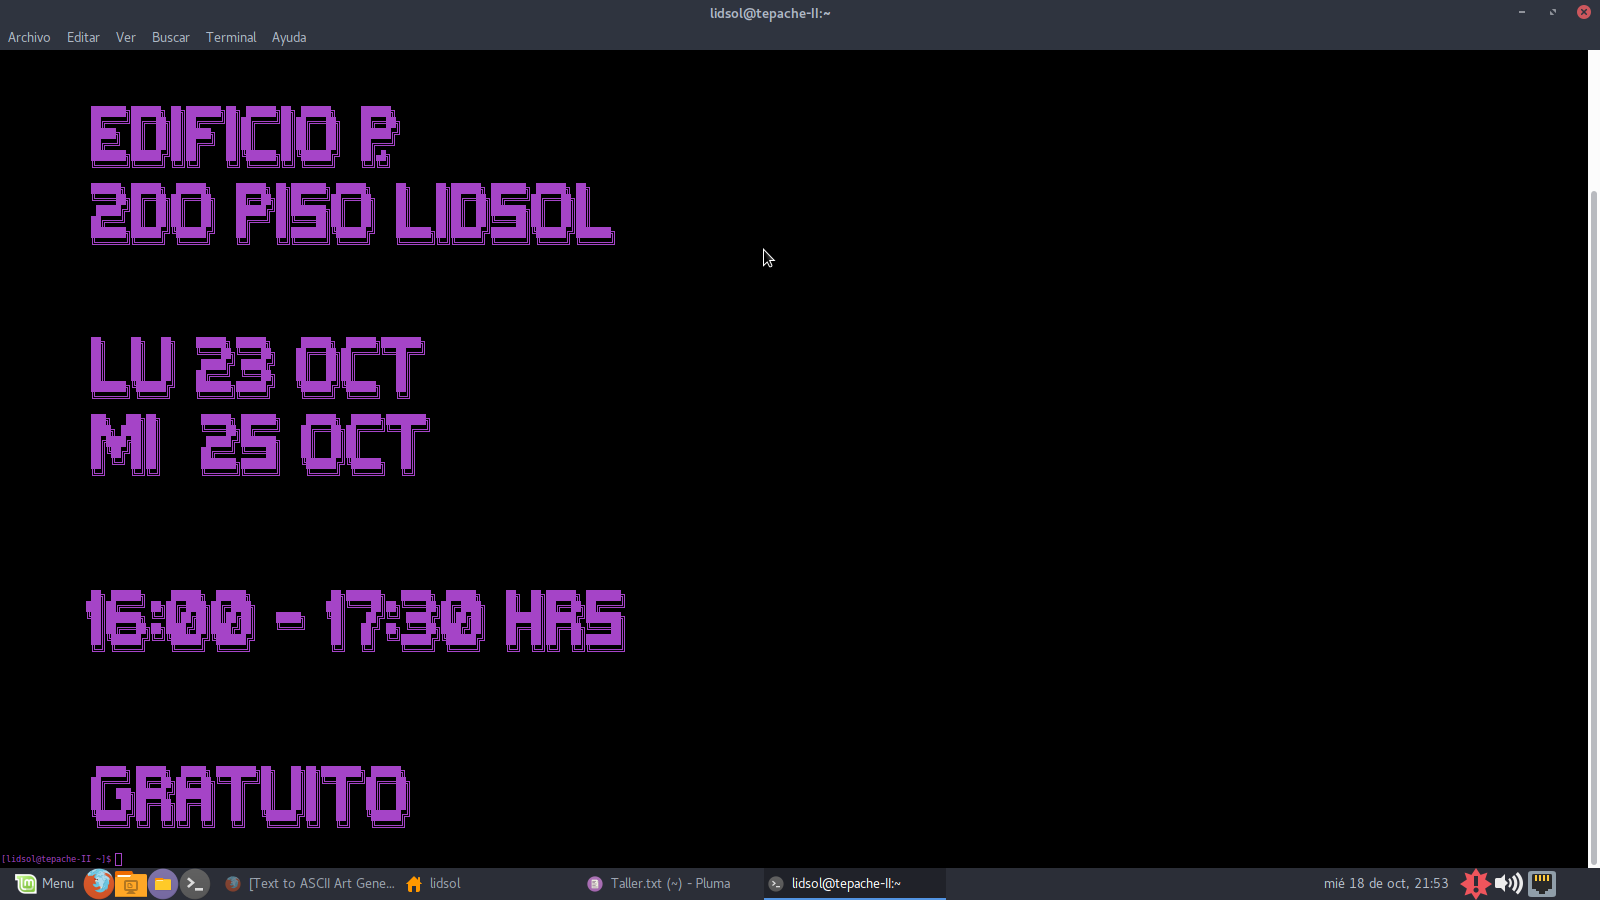 lidsol@tepache-II:~
Archivo Editar Ver Buscar Terminal Ayuda
EDIFICIO P,
2DO PISO LIDSOL
LU 23 OCT
MI 25 OCT
16:00 - 17:30 HRS
GRATUITO
[lidsol@tepache-II ~]$
Menu [Text to ASCII Art Gene... lidsol Taller.txt (~) - Pluma lidsol@tepache-II:~ mié 18 de oct, 21:53